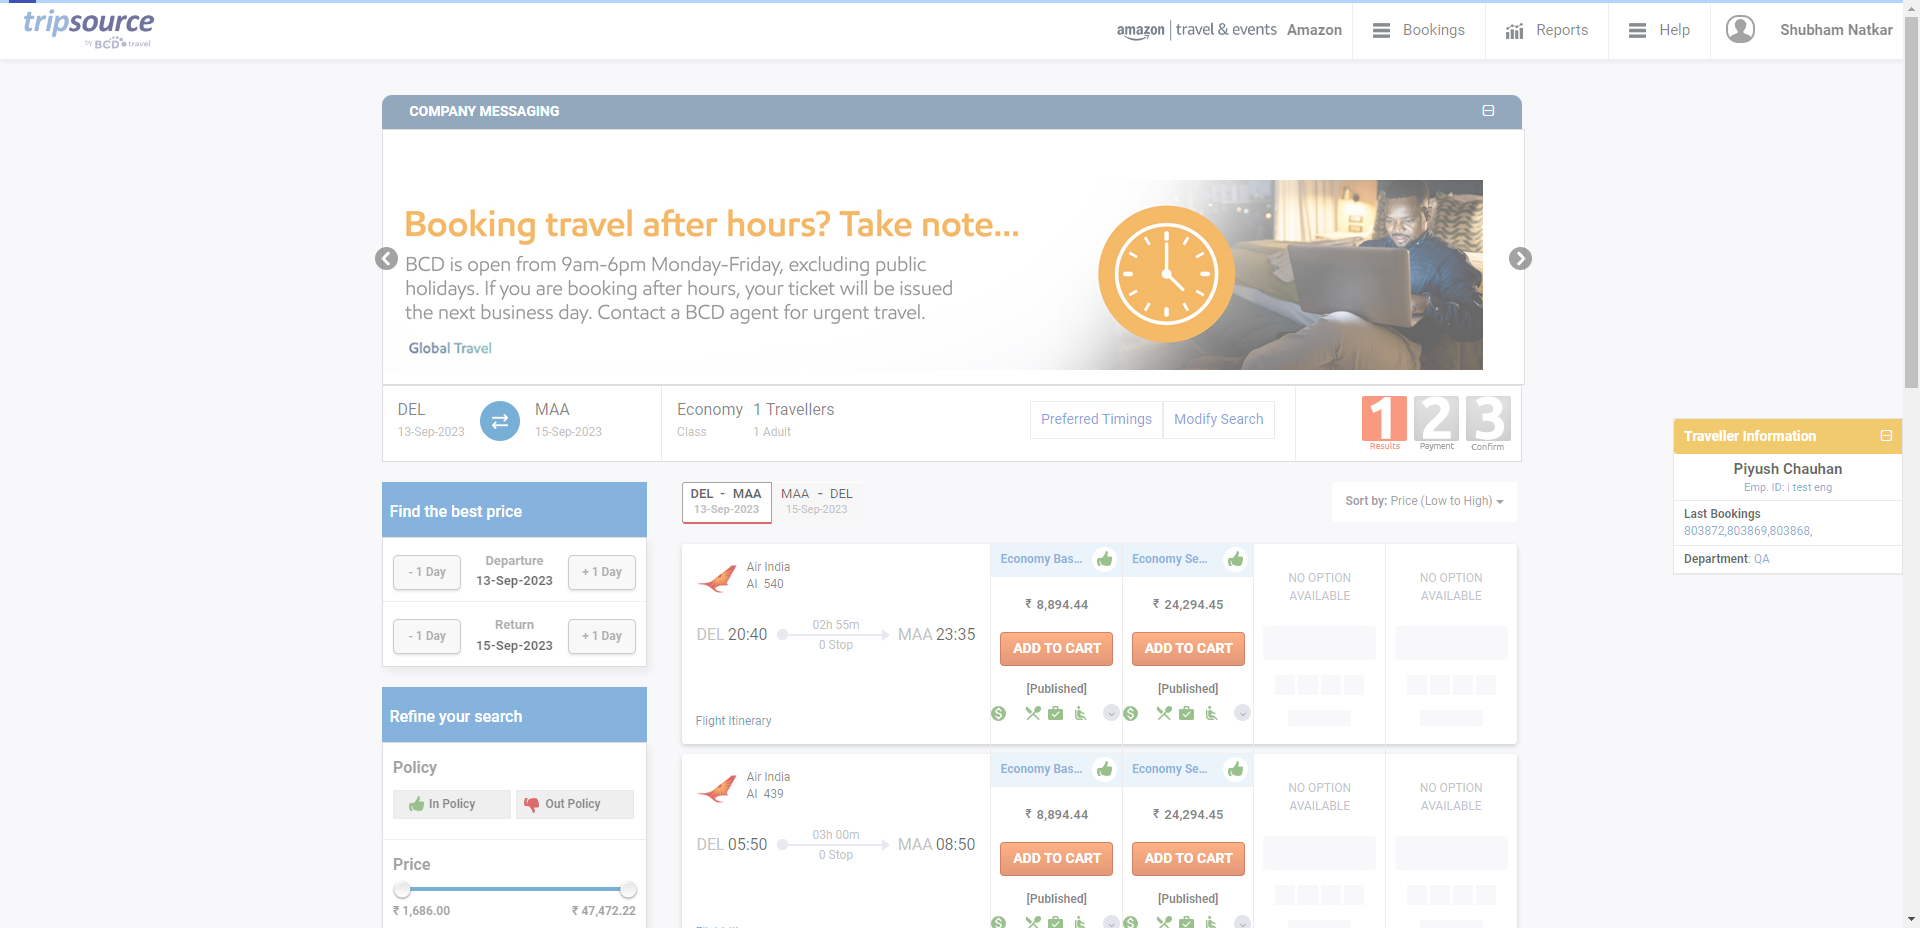 tripsource
by BCD travel
amazon | travel & events Amazon
Bookings
Reports
Help
Shubham Natkar
COMPANY MESSAGING
Booking travel after hours? Take note...
BCD is open from 9am-6pm Monday-Friday, excluding public
holidays. If you are booking after hours, your ticket will be issued
the next business day. Contact a BCD agent for urgent travel.
Global Travel
DEL
13-Sep-2023
MAA
15-Sep-2023
Economy
Class
1 Travellers
1 Adult
Preferred Timings
Modify Search
1
Results
2
Payment
3
Confirm
Traveller Information
Piyush Chauhan
Emp. ID: | test eng
Last Bookings
803872,803869,803868,
Department: QA
Find the best price
- 1 Day
Departure
13-Sep-2023
+ 1 Day
- 1 Day
Return
15-Sep-2023
+ 1 Day
Refine your search
Policy
In Policy
Out Policy
Price
₹ 1,686.00
₹ 47,472.22
DEL - MAA
13-Sep-2023
MAA - DEL
15-Sep-2023
Sort by: Price (Low to High)
Air India
AI 540
DEL 20:40
02h 55m
0 Stop
MAA 23:35
Flight Itinerary
Economy Bas...
₹ 8,894.44
ADD TO CART
[Published]
Economy Se...
₹ 24,294.45
ADD TO CART
[Published]
NO OPTION
AVAILABLE
NO OPTION
AVAILABLE
Air India
AI 439
DEL 05:50
03h 00m
0 Stop
MAA 08:50
Economy Bas...
₹ 8,894.44
ADD TO CART
[Published]
Economy Se...
₹ 24,294.45
ADD TO CART
[Published]
NO OPTION
AVAILABLE
NO OPTION
AVAILABLE